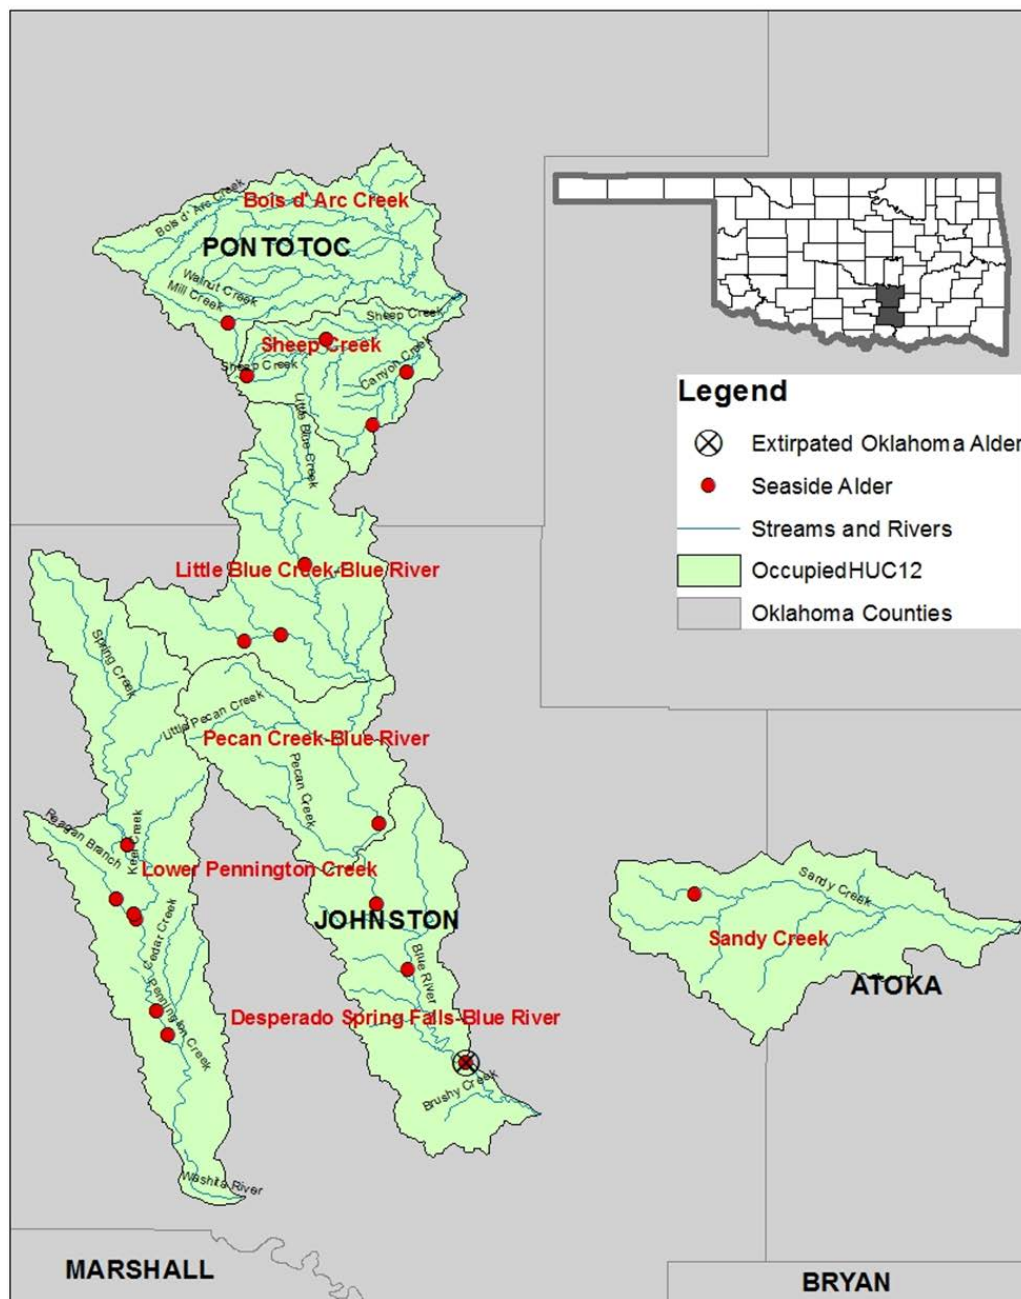 Bois d' Arc Creek
Bois d' Arc Creek
PONTOTOC
Walnut Creek
Mill Creek
Sheep Creek
Sheep Creek
Sheep Creek
Canyon Creek
Little Blue Creek
Legend
Extirpated Oklahoma Alder
Seaside Alder
Streams and Rivers
OccupiedHUC12
Oklahoma Counties
Little Blue Creek-Blue River
Spring Creek
Little Pecan Creek
Pecan Creek-Blue River
Pecan Creek
Reagan Branch
Keel Creek
Lower Pennington Creek
JOHNSTON
Cedar Creek
Blue River
Pennington Creek
Desperado Spring Falls-Blue River
Brushy Creek
Washita River
Sandy Creek
Sandy Creek
ATOKA
MARSHALL
BRYAN